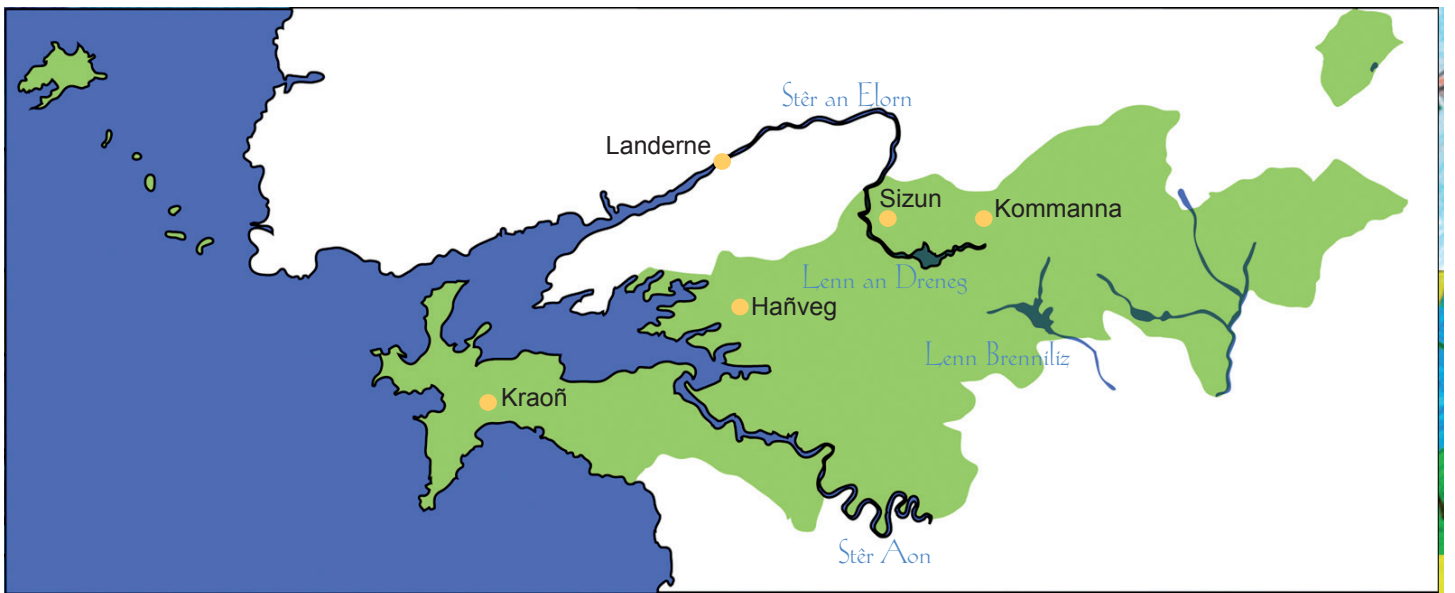 Stêr an Elorn
Landerne
Sizun
Kommanna
Lenn an Dreneg
Hañveg
Lenn Brenniliz
Kraoñ
Stêr Aon